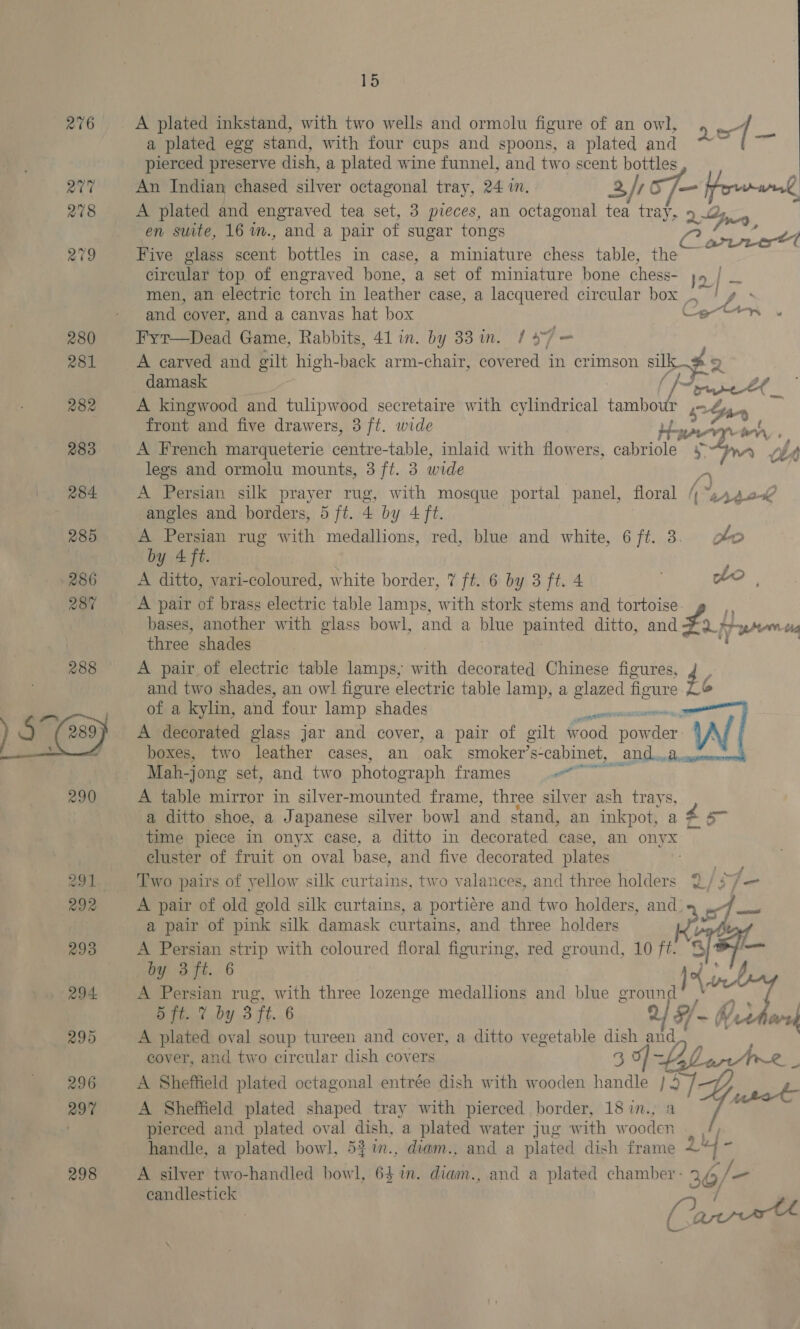 15
276 A plated inkstand, with two wells and ormolu figure of an owl,
a plated egg stand, with four cups and spoons, a plated and
pierced preserve dish, a plated wine funnel, and two scent bottles
277 An Indian chased silver octagonal tray, 24 in.
278 A plated and engraved tea set, 3 pieces, an octagonal tea tray,
en suite, 16 in., and a pair of sugar tongs
279 Five glass scent bottles in case, a miniature chess table, the
circular top of engraved bone, a set of miniature bone chess-
men, an electric torch in leather case, a lacquered circular box
and cover, and a canvas hat box
280 Fyt—Dead Game, Rabbits, 41 in. by 33 in.
281 A carved and gilt high-back arm-chair, covered in crimson silk
damask
282 A kingwood and tulipwood secretaire with cylindrical tambour
front and five drawers, 3 ft. wide
283 A French marqueterie centre-table, inlaid with flowers, cabriole
legs and ormolu mounts, 3 ft. 3 wide
284 A Persian silk prayer rug, with mosque portal panel, floral
angles and borders, 5 ft. 4 by 4 ft.
285 A Persian rug with medallions, red, blue and white, 6 ft. 3 do
by 4 ft.
286 A ditto, vari-coloured, white border, 7 ft. 6 by 3 ft. 4 do
287 A pair of brass electric table lamps, with stork stems and tortoise
bases, another with glass bowl, and a blue painted ditto, and £2
three shades
288 A pair of electric table lamps, with decorated Chinese figures,
and two shades, an owl figure electric table lamp, a glazed figure £6
of a kylin, and four lamp shades
289 A decorated glass jar and cover, a pair of gilt wood powder
boxes, two leather cases, an oak smoker's-cabinet, and a
Mah-jong set, and two photograph frames
290 A table mirror in silver-mounted frame, three silver ash trays,
a ditto shoe, a Japanese silver bowl and stand, an inkpot, a £5
time piece in onyx case, a ditto in decorated case, an onyx
cluster of fruit on oval base, and five decorated plates
291 Two pairs of yellow silk curtains, two valances, and three holders
292 A pair of old gold silk curtains, a portière and two holders, and
a pair of pink silk damask curtains, and three holders
293 A Persian strip with coloured floral figuring, red ground, 10 ft.
by 3 ft. 6
294 A Persian rug, with three lozenge medallions and blue ground
5 ft. 7 by 3 ft. 6
295 A plated oval soup tureen and cover, a ditto vegetable dish and
cover, and two circular dish covers
296 A Sheffield plated octagonal entrée dish with wooden handle
297 A Sheffield plated shaped tray with pierced border, 18 in., a
pierced and plated oval dish, a plated water jug with wooden
handle, a plated bowl, 5¾ in., diam., and a plated dish frame
298 A silver two-handled bowl, 6½ in. diam., and a plated chamber-
candlestick